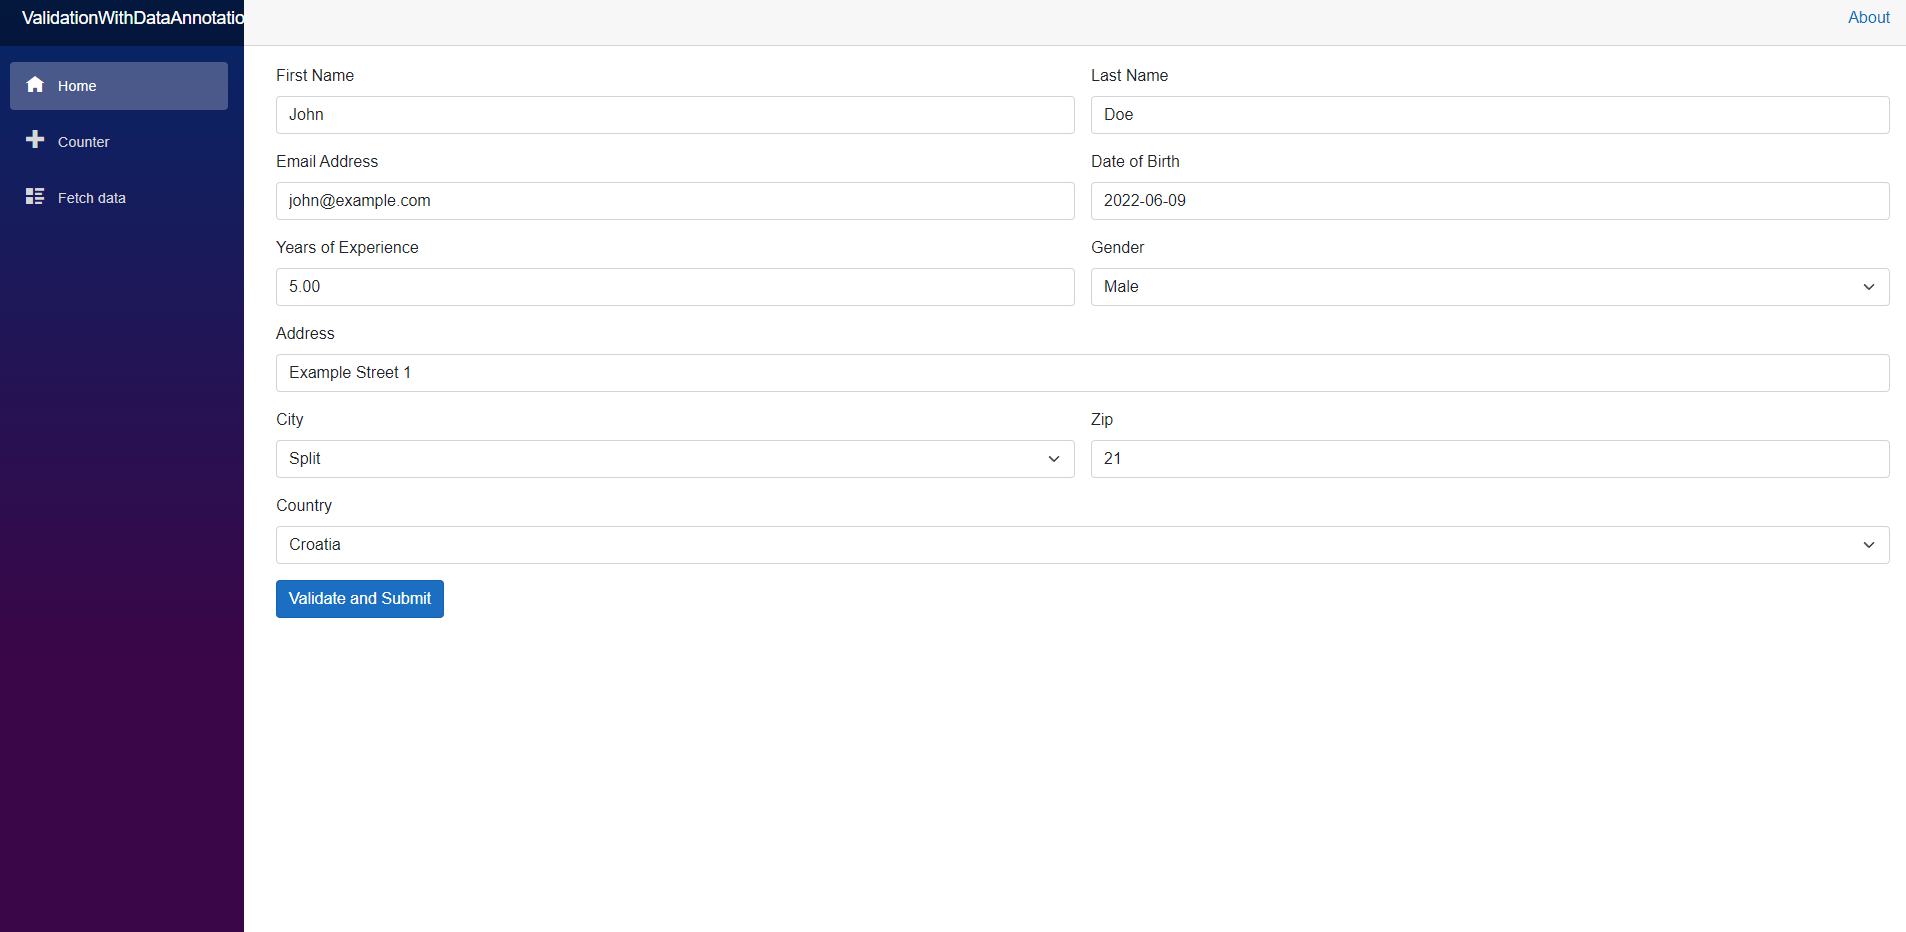 ValidationWithDataAnnotatio
About
Home
Counter
Fetch data
First Name
Last Name
John
Doe
Email Address
Date of Birth
john@example.com
2022-06-09
Years of Experience
Gender
5.00
Male
Address
Example Street 1
City
Zip
Split
21
Country
Croatia
Validate and Submit